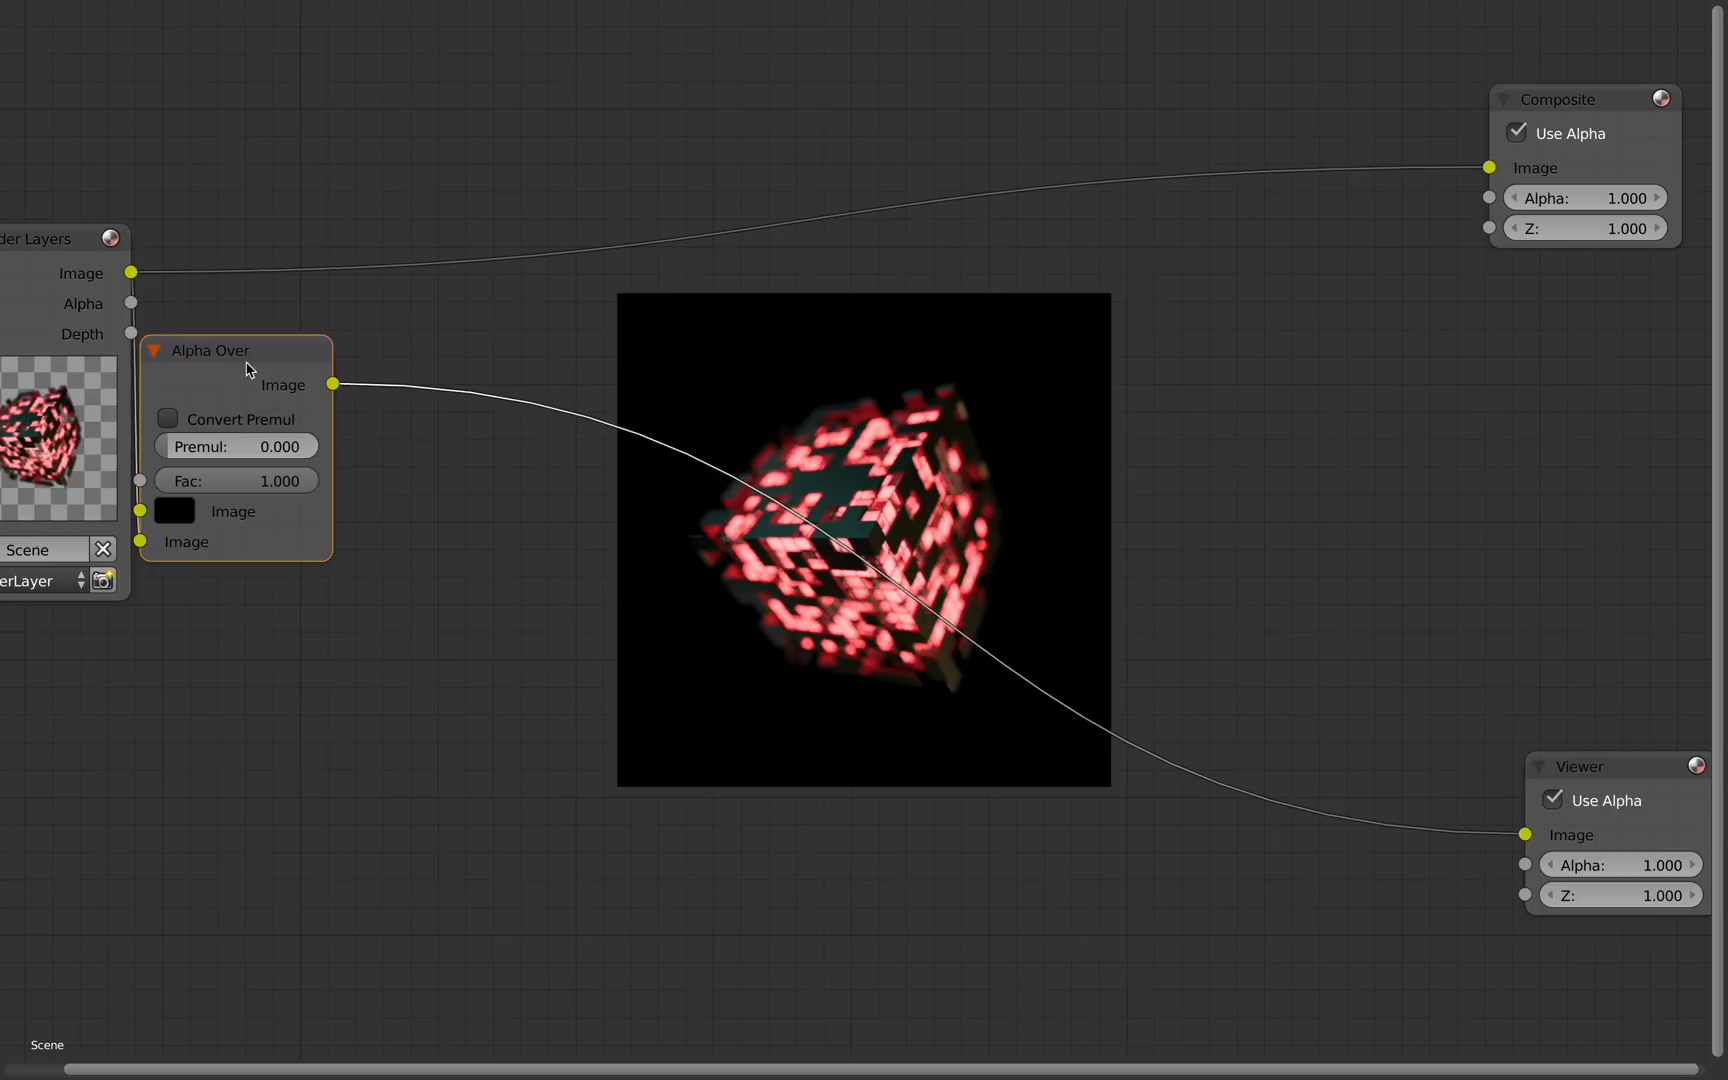 Composite
Use Alpha
Image
Alpha: 1.000
Z: 1.000
der Layers
Image
Alpha
Depth
Scene
erLayer
Alpha Over
Image
Convert Premul
Premul: 0.000
Fac: 1.000
Image
Image
Viewer
Use Alpha
Image
Alpha: 1.000
Z: 1.000
Scene